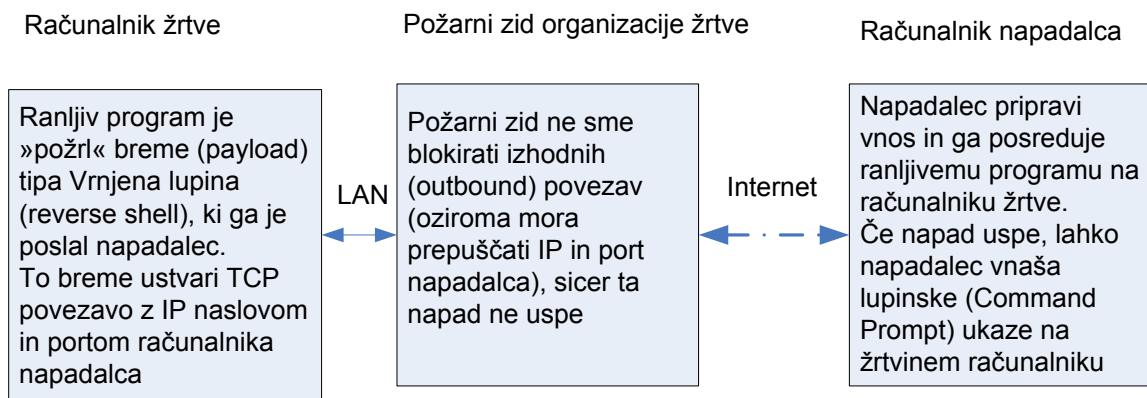 Računalnik žrtve
Požarni zid organizacije žrtve
Računalnik napadalca
Ranljiv program je
»požrl« breme (payload)
tipa Vrnjena lupina
(reverse shell), ki ga je
poslal napadalec.
To breme ustvari TCP
povezavo z IP naslovom
in portom računalnika
napadalca
LAN
Požarni zid ne sme
blokirati izhodnih
(outbound) povezav
(oziroma mora
prepuščati IP in port
napadalca), sicer ta
napad ne uspe
Internet
Napadalec pripravi
vnos in ga posreduje
ranljivemu programu na
računalniku žrtve.
Če napad uspe, lahko
napadalec vnaša
lupinske (Command
Prompt) ukaze na
žrtvinem računalniku